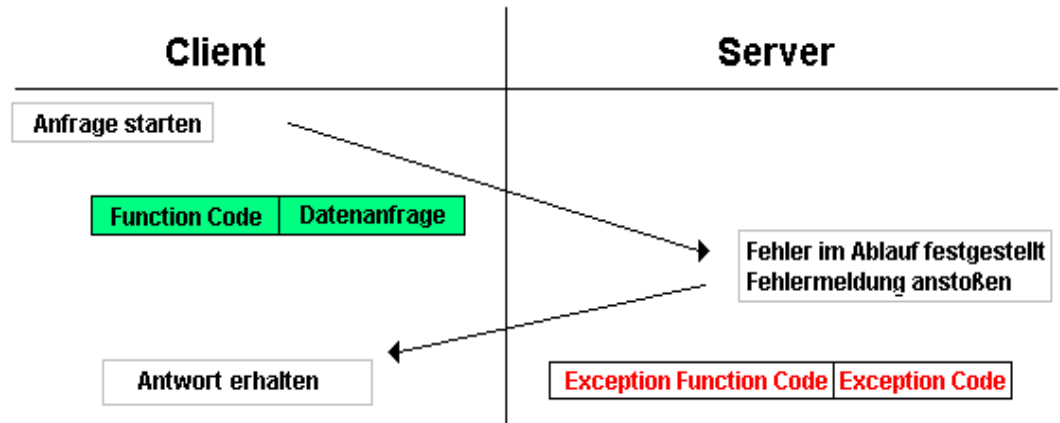 Client
Server
Anfrage starten
Function Code Datenanfrage
Fehler im Ablauf festgestellt
Fehlermeldung anstoßen
Antwort erhalten
Exception Function Code Exception Code